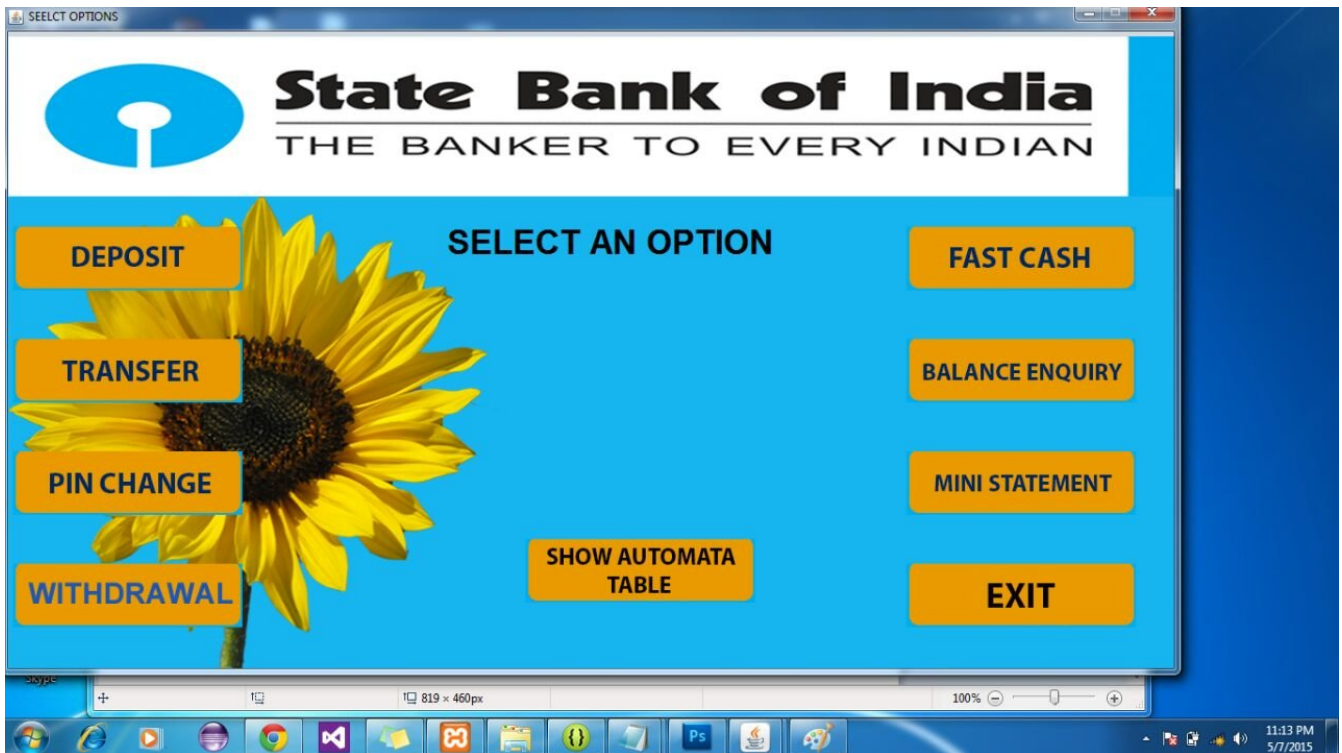 SEELCT OPTIONS
State Bank of India
THE BANKER TO EVERY INDIAN
SELECT AN OPTION
DEPOSIT
FAST CASH
TRANSFER
BALANCE ENQUIRY
PIN CHANGE
MINI STATEMENT
SHOW AUTOMATA
TABLE
WITHDRAWAL
EXIT
Skype
819 × 460px
100%
Ps
11:13 PM
5/7/2015